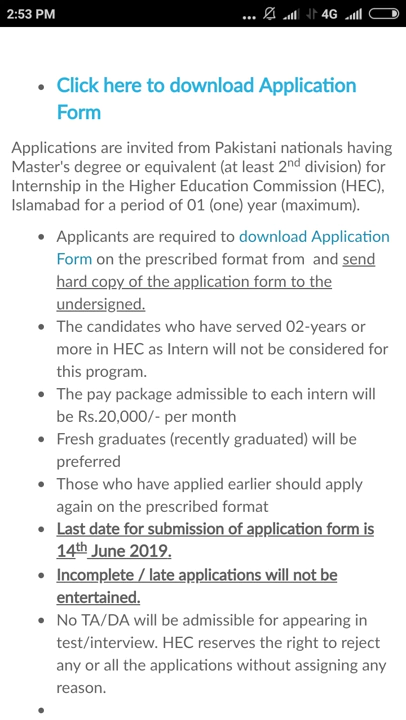 2:53 PM ... 4G
• Click here to download Application
Form
Applications are invited from Pakistani nationals having
Master's degree or equivalent (at least 2nd division) for
Internship in the Higher Education Commission (HEC),
Islamabad for a period of 01 (one) year (maximum).
• Applicants are required to download Application
Form on the prescribed format from  and send
hard copy of the application form to the
undersigned.
• The candidates who have served 02-years or
more in HEC as Intern will not be considered for
this program.
• The pay package admissible to each intern will
be Rs.20,000/- per month
• Fresh graduates (recently graduated) will be
preferred
• Those who have applied earlier should apply
again on the prescribed format
• Last date for submission of application form is
14th June 2019.
• Incomplete / late applications will not be
entertained.
• No TA/DA will be admissible for appearing in
test/interview. HEC reserves the right to reject
any or all the applications without assigning any
reason.
•